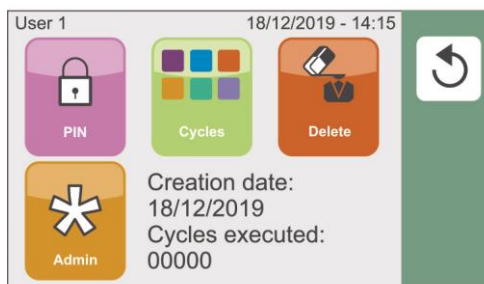 User 1
18/12/2019 - 14:15
PIN
Cycles
Delete
Admin
Creation date:
18/12/2019
Cycles executed:
00000